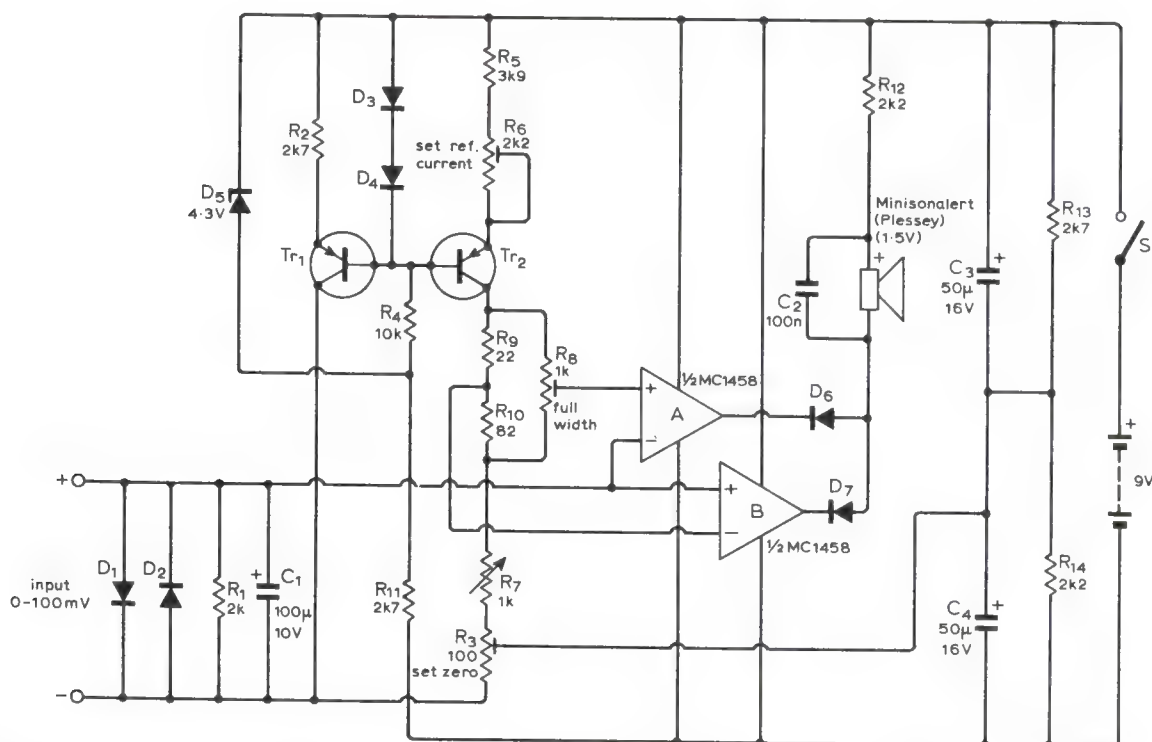 R5
3k9
R12
2k2
D3
R2
2k7
R6
2k2
set ref.
current
D4
D5
4·3V
Minisonalert
(Plessey)
(1·5V)
+
R13
2k7
S
Tr1
Tr2
C3
50μ
16V
+
C2
100n
R4
10k
R9
22
R8
1k
full
width
½MC1458
+
A
−
D6
R10
82
+
9V
+
B
−
D7
½MC1458
+
input
0–100mV
−
D1
D2
R1
2k
+
C1
100μ
10V
R11
2k7
R7
1k
R3
100
set zero
R14
2k2
C4
50μ
16V
+